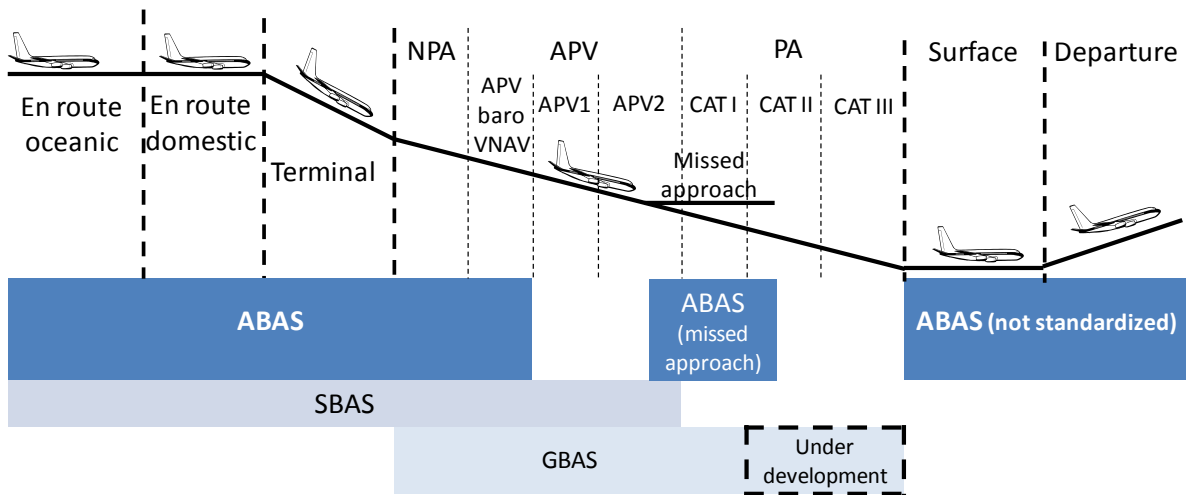 NPA
APV
PA
Surface
Departure
En route
oceanic
En route
domestic
Terminal
APV
baro
VNAV
APV1
APV2
CAT I
CAT II
CAT III
Missed
approach
ABAS
ABAS
(missed
approach)
ABAS (not standardized)
SBAS
GBAS
Under
development